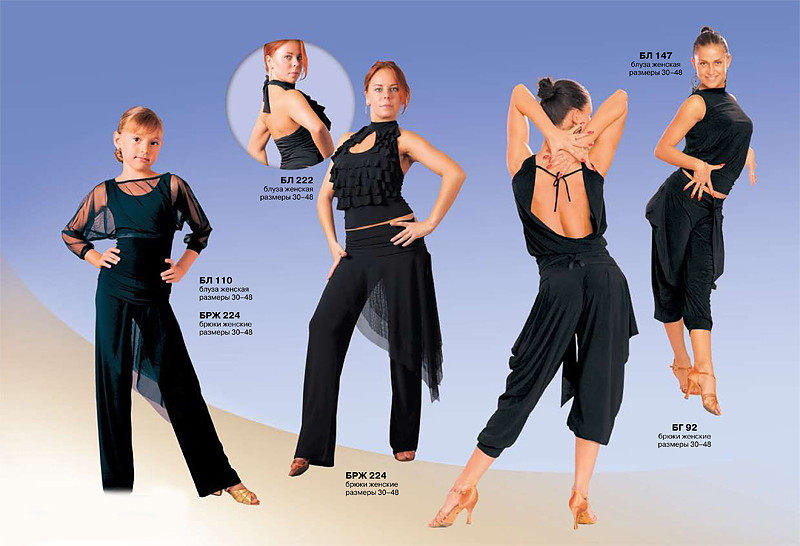 БЛ 147
блуза женская
размеры 30–48
БЛ 222
блуза женская
размеры 30–48
БЛ 110
блуза женская
размеры 30–48
БРЖ 224
брюки женские
размеры 30–48
БРЖ 224
брюки женские
размеры 30–48
БГ 92
брюки женские
размеры 30–48